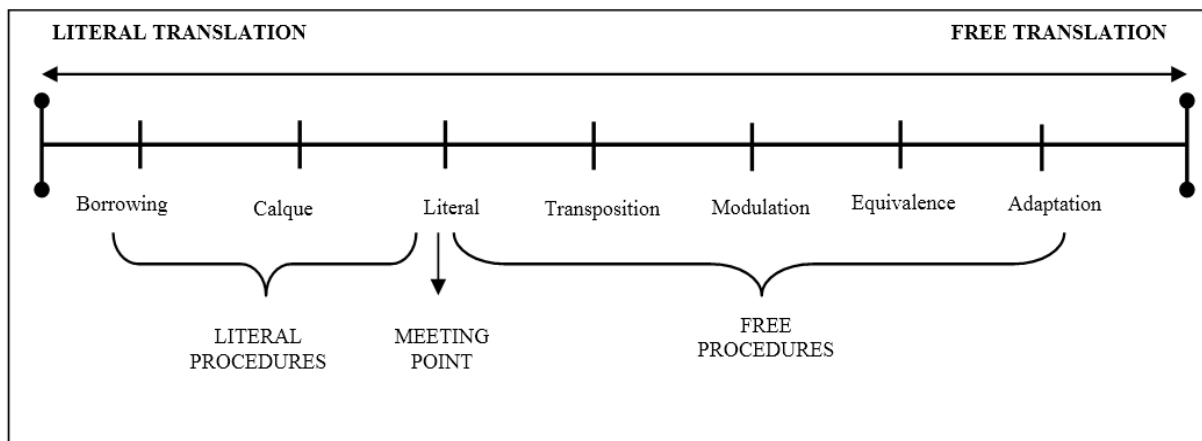 LITERAL TRANSLATION FREE TRANSLATION
Borrowing Calque Literal Transposition Modulation Equivalence Adaptation
LITERAL
PROCEDURES
MEETING
POINT
FREE
PROCEDURES